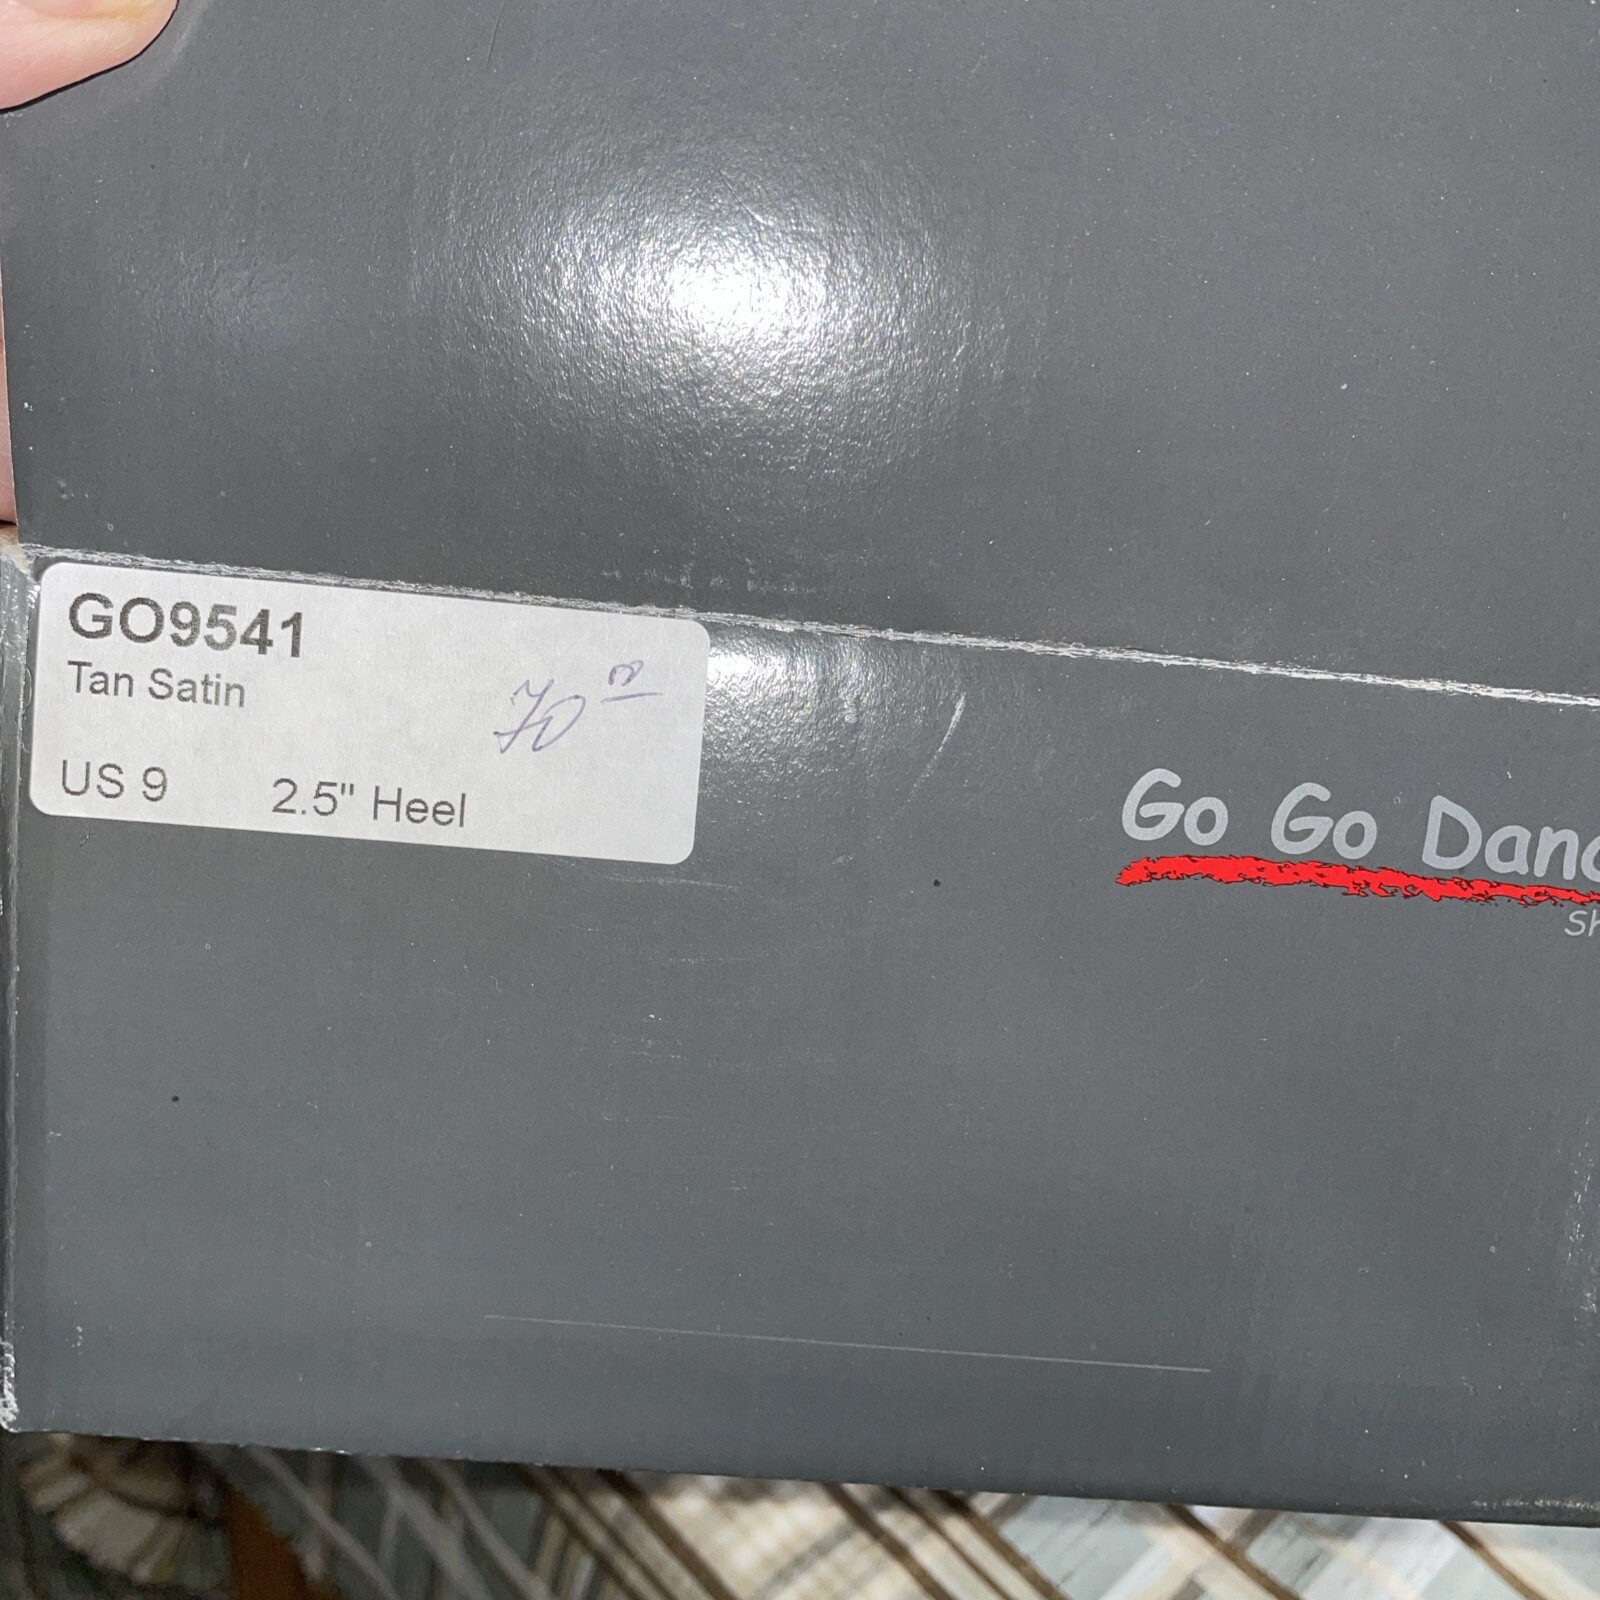 GO9541
Tan Satin
70
US 9 2.5" Heel
Go Go Danc
Sh